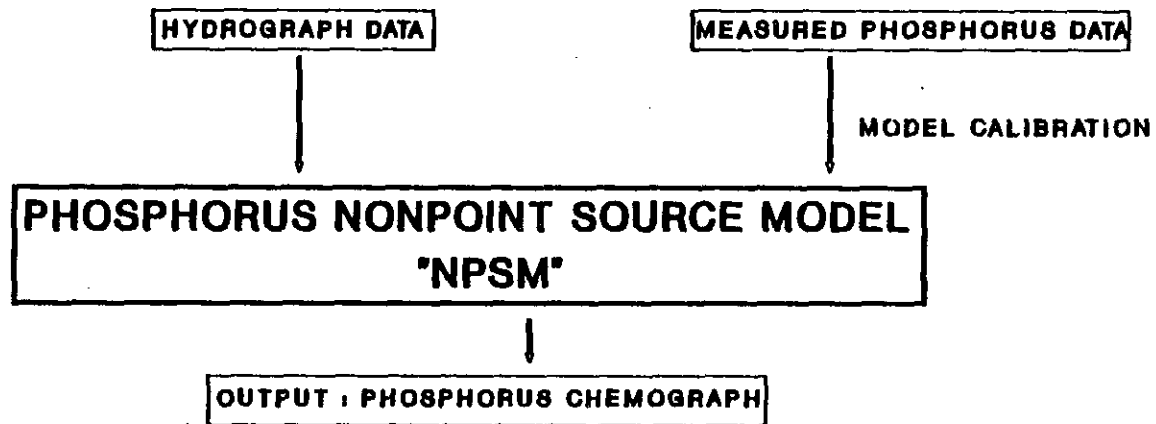 HYDROGRAPH DATA
MEASURED PHOSPHORUS DATA
MODEL CALIBRATION
PHOSPHORUS NONPOINT SOURCE MODEL
"NPSM"
OUTPUT : PHOSPHORUS CHEMOGRAPH